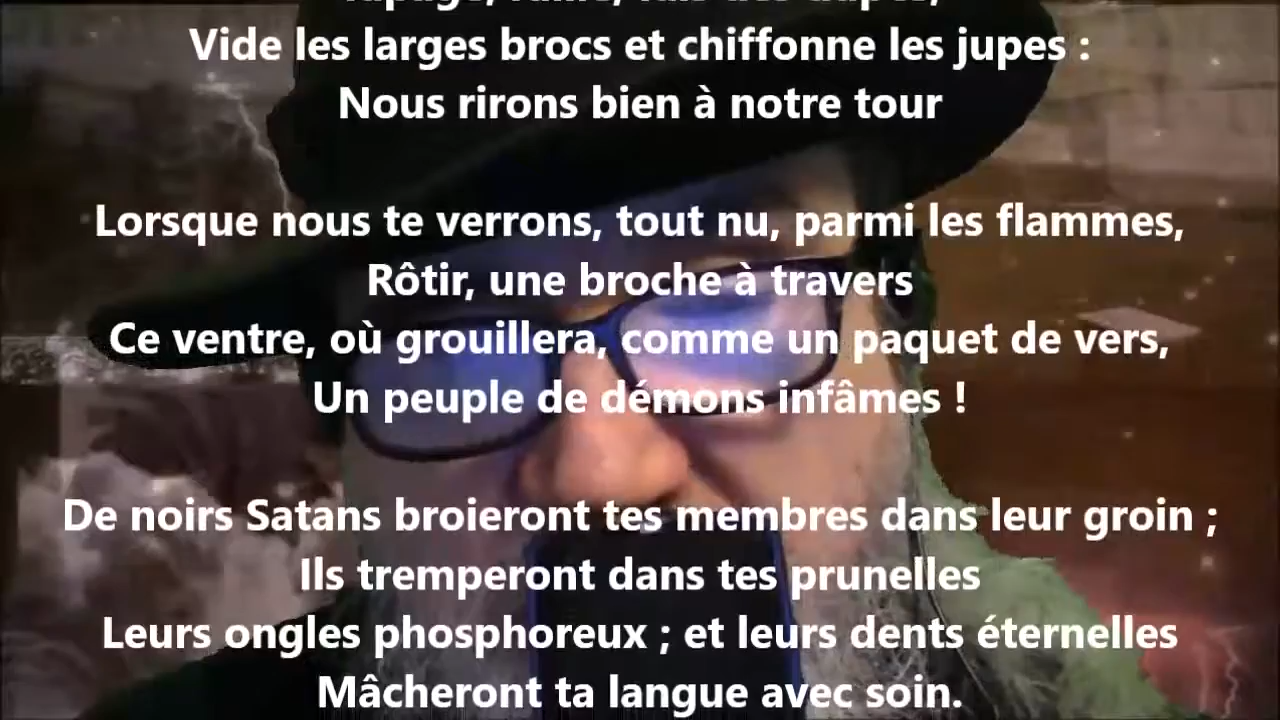 Vide les larges brocs et chiffonne les jupes :
Nous rirons bien à notre tour
Lorsque nous te verrons, tout nu, parmi les flammes,
Rôtir, une broche à travers
Ce ventre, où grouillera, comme un paquet de vers,
Un peuple de démons infâmes !
De noirs Satans broieront tes membres dans leur groin ;
Ils tremperont dans tes prunelles
Leurs ongles phosphoreux ; et leurs dents éternelles
Mâcheront ta langue avec soin.